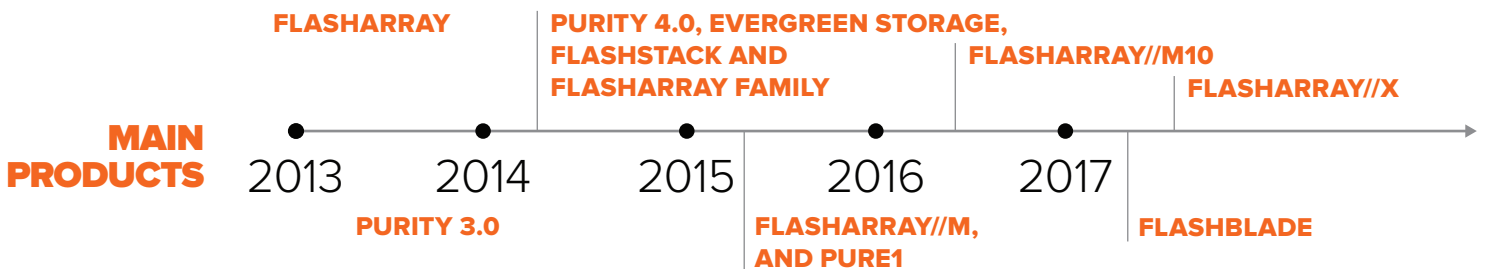 FLASHARRAY
PURITY 4.0, EVERGREEN STORAGE,
FLASHSTACK AND
FLASHARRAY FAMILY
FLASHARRAY//M10
FLASHARRAY//X
MAIN
PRODUCTS
2013
2014
2015
2016
2017
PURITY 3.0
FLASHARRAY//M,
AND PURE1
FLASHBLADE